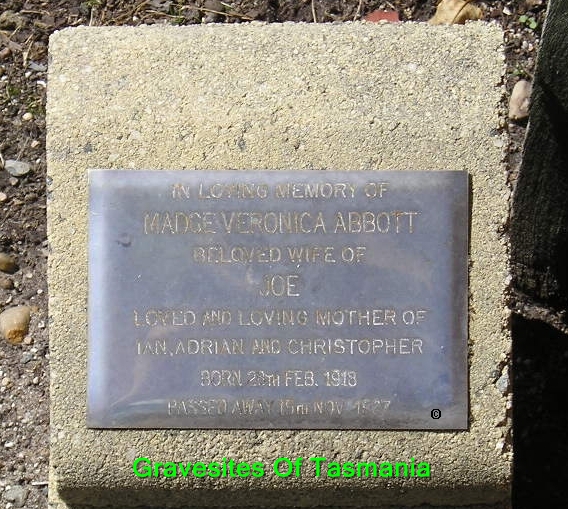 IN LOVING MEMORY OF
MADGE VERONICA ABBOTT
BELOVED WIFE OF
JOE
LOVED AND LOVING MOTHER OF
IAN, ADRIAN AND CHRISTOPHER
BORN FEB.
PASSED AWAY 15TH NOV.
©
Gravesites Of Tasmania